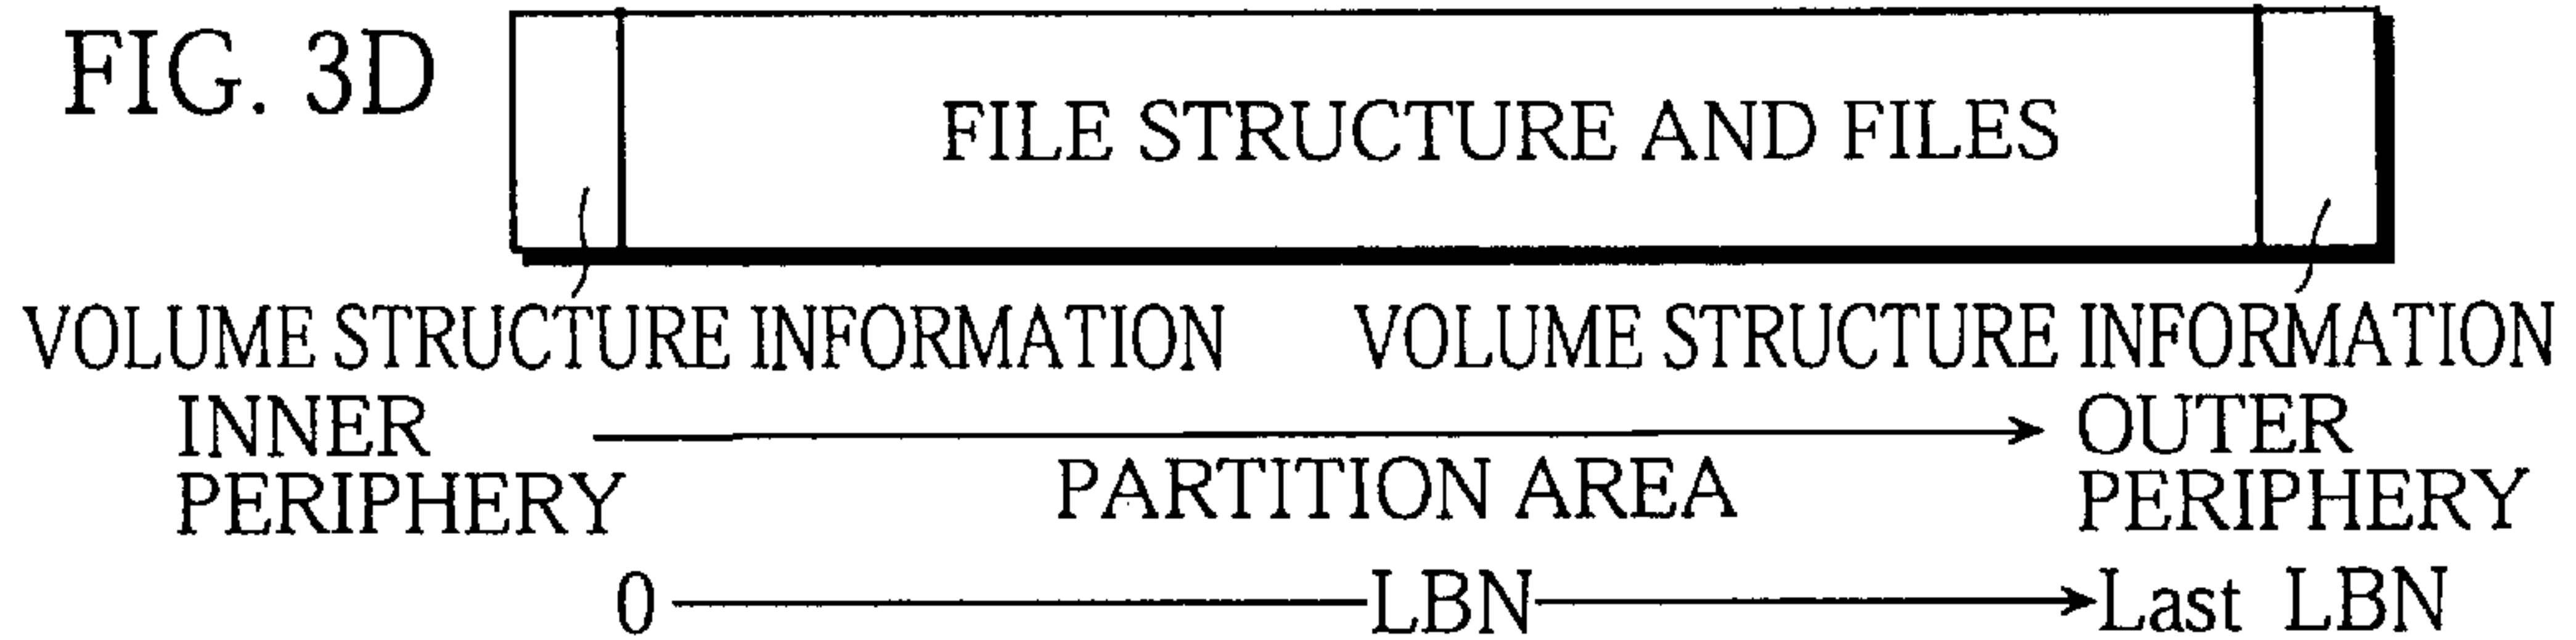 FIG. 3D
FILE STRUCTURE AND FILES
VOLUME STRUCTURE INFORMATION
VOLUME STRUCTURE INFORMATION
INNER
PERIPHERY
PARTITION AREA
OUTER
PERIPHERY
0
LBN
Last LBN